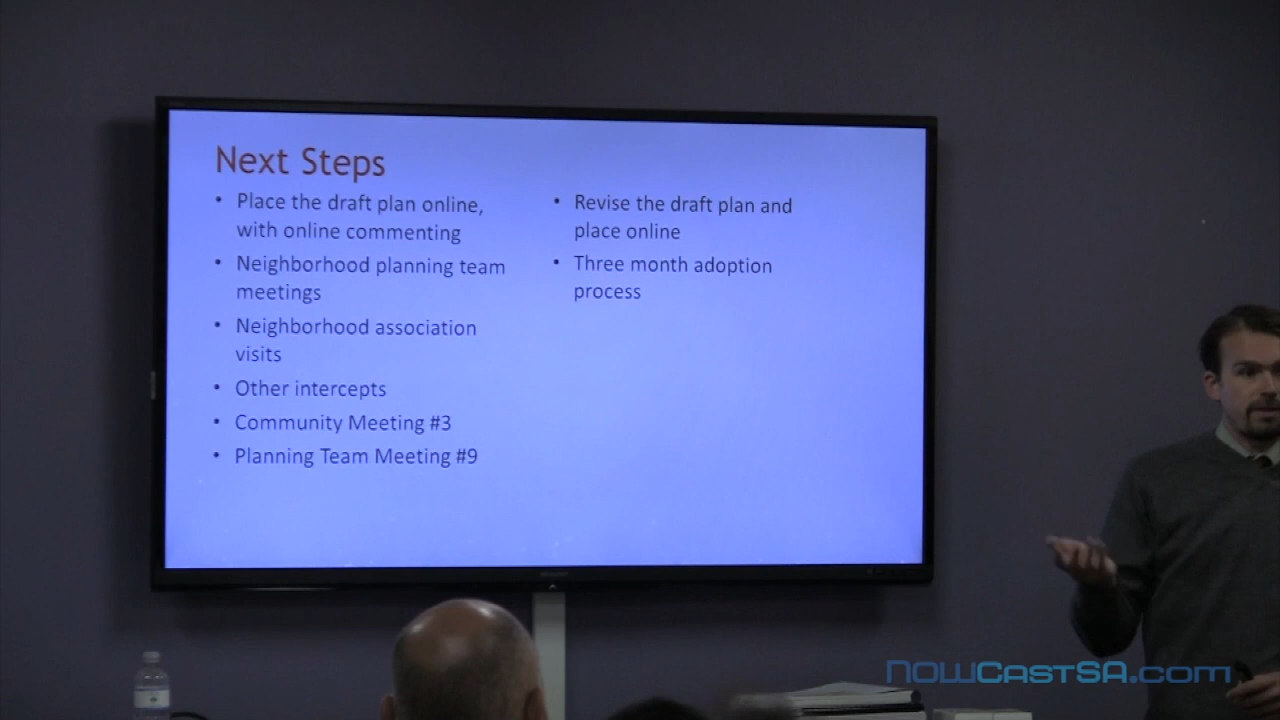 Next Steps
• Place the draft plan online,
with online commenting
• Neighborhood planning team
meetings
• Neighborhood association
visits
• Other intercepts
• Community Meeting #3
• Planning Team Meeting #9
• Revise the draft plan and
place online
• Three month adoption
process
NOWCASTSA.com